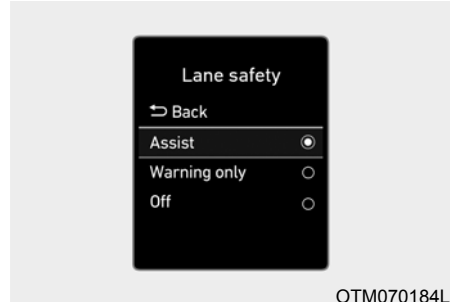 Lane safety
⮌ Back
Assist
Warning only
Off
OTM070184L